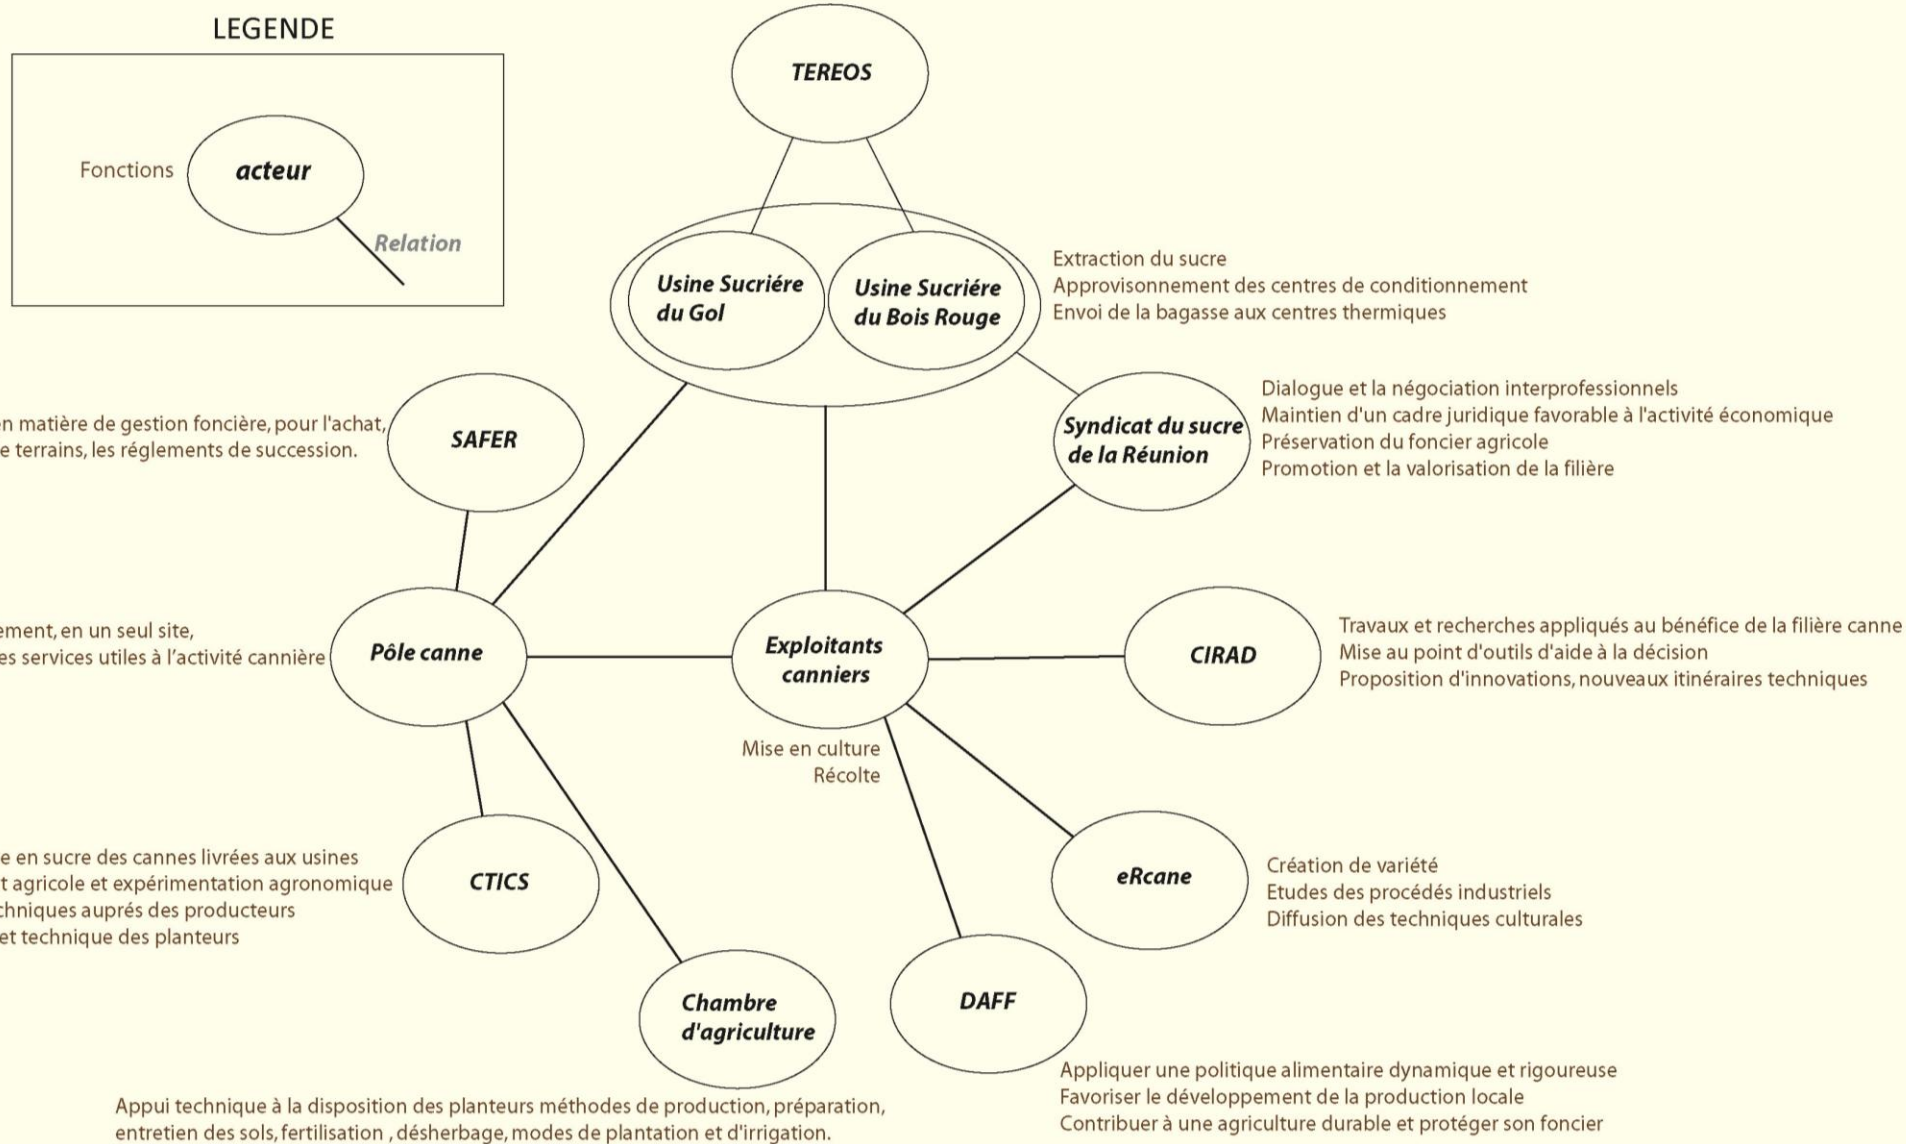 LEGENDE
Fonctions
acteur
Relation
TEREOS
Usine Sucriére
du Gol
Usine Sucriére
du Bois Rouge
Extraction du sucre
Approvisonnement des centres de conditionnement
Envoi de la bagasse aux centres thermiques
en matière de gestion foncière, pour l'achat,
e terrains, les réglements de succession.
SAFER
Syndicat du sucre
de la Réunion
Dialogue et la négociation interprofessionnels
Maintien d'un cadre juridique favorable à l'activité économique
Préservation du foncier agricole
Promotion et la valorisation de la filière
ement, en un seul site,
es services utiles à l'activité cannière
Pôle canne
Exploitants
canniers
Mise en culture
Récolte
CIRAD
Travaux et recherches appliqués au bénéfice de la filière canne
Mise au point d'outils d'aide à la décision
Proposition d'innovations, nouveaux itinéraires techniques
e en sucre des cannes livrées aux usines
t agricole et expérimentation agronomique
chniques auprés des producteurs
et technique des planteurs
CTICS
eRcane
Création de variété
Etudes des procédés industriels
Diffusion des techniques culturales
Chambre
d'agriculture
DAFF
Appui technique à la disposition des planteurs méthodes de production, préparation,
entretien des sols, fertilisation , désherbage, modes de plantation et d'irrigation.
Appliquer une politique alimentaire dynamique et rigoureuse
Favoriser le développement de la production locale
Contribuer à une agriculture durable et protéger son foncier